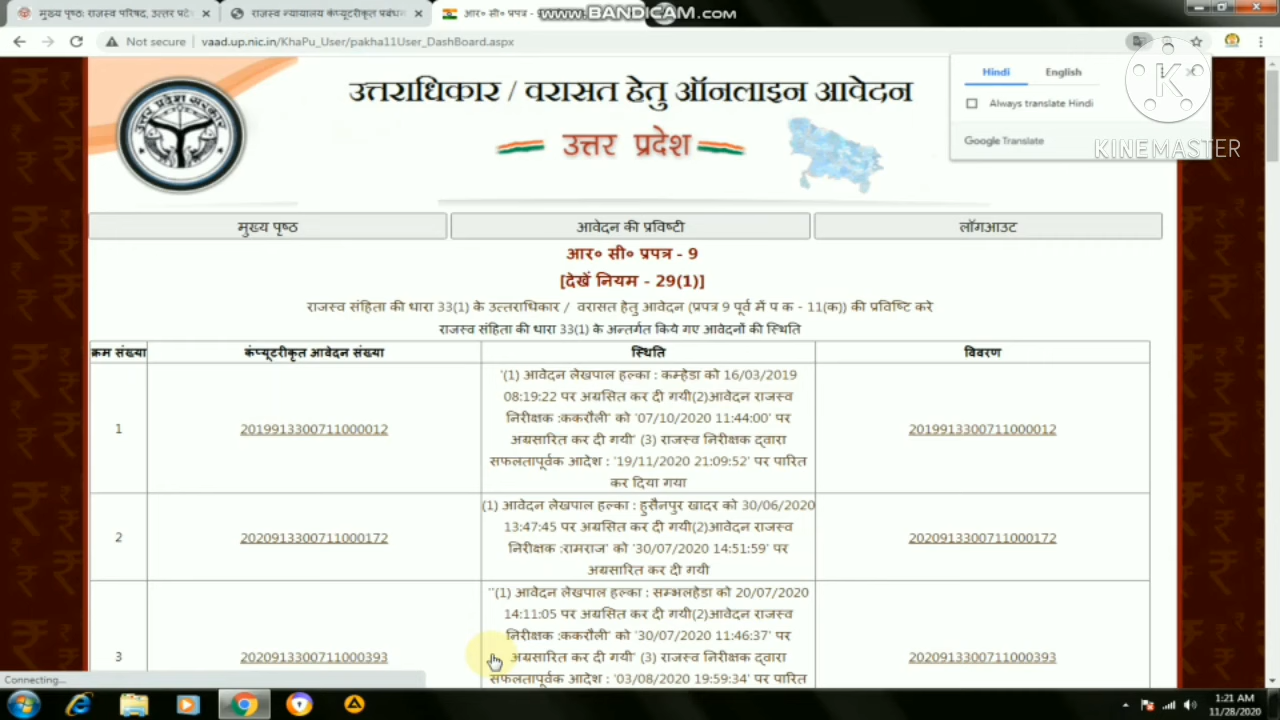 मुख्य पृष्ठ: राजस्व परिषद, उत्तर प्रदे
राजस्व न्यायालय कंप्यूटरीकृत प्रबंधन
आर० सी० प्रपत्र - 9
www.BANDICAM.com
Not secure
vaad.up.nic.in/KhaPu_User/pakha11User_DashBoard.aspx
Hindi English
Always translate Hindi
Google Translate
K
KINEMASTER
उत्तराधिकार / वरासत हेतु ऑनलाइन आवेदन
उत्तर प्रदेश
मुख्य पृष्ठ आवेदन की प्रविष्टी लॉगआउट
आर० सी० प्रपत्र - 9
[देखें नियम - 29(1)]
राजस्व संहिता की धारा 33(1) के उत्तराधिकार / वरासत हेतु आवेदन (प्रपत्र 9 पूर्व में प क - 11(क)) की प्रविष्टि करे
राजस्व संहिता की धारा 33(1) के अन्तर्गत किये गए आवेदनों की स्थिति
क्रम संख्या कंप्यूटरीकृत आवेदन संख्या स्थिति विवरण
1 2019913300711000012
'(1) आवेदन लेखपाल हल्का : कम्हेडा को 16/03/2019
08:19:22 पर अग्रसित कर दी गयी(2)आवेदन राजस्व
निरीक्षक :ककरौली' को '07/10/2020 11:44:00' पर
अग्रसारित कर दी गयी' (3) राजस्व निरीक्षक द्वारा
सफलतापूर्वक आदेश : '19/11/2020 21:09:52' पर पारित
कर दिया गया
2019913300711000012
2 2020913300711000172
(1) आवेदन लेखपाल हल्का : हुसैनपुर खादर को 30/06/2020
13:47:45 पर अग्रसित कर दी गयी(2)आवेदन राजस्व
निरीक्षक :रामराज' को '30/07/2020 14:51:59' पर
अग्रसारित कर दी गयी
2020913300711000172
3 2020913300711000393
''(1) आवेदन लेखपाल हल्का : सम्भलहेडा को 20/07/2020
14:11:05 पर अग्रसित कर दी गयी(2)आवेदन राजस्व
निरीक्षक :ककरौली' को '30/07/2020 11:46:37' पर
अग्रसारित कर दी गयी' (3) राजस्व निरीक्षक द्वारा
सफलतापूर्वक आदेश : '03/08/2020 19:59:34' पर पारित
2020913300711000393
Connecting...
1:21 AM
11/28/2020